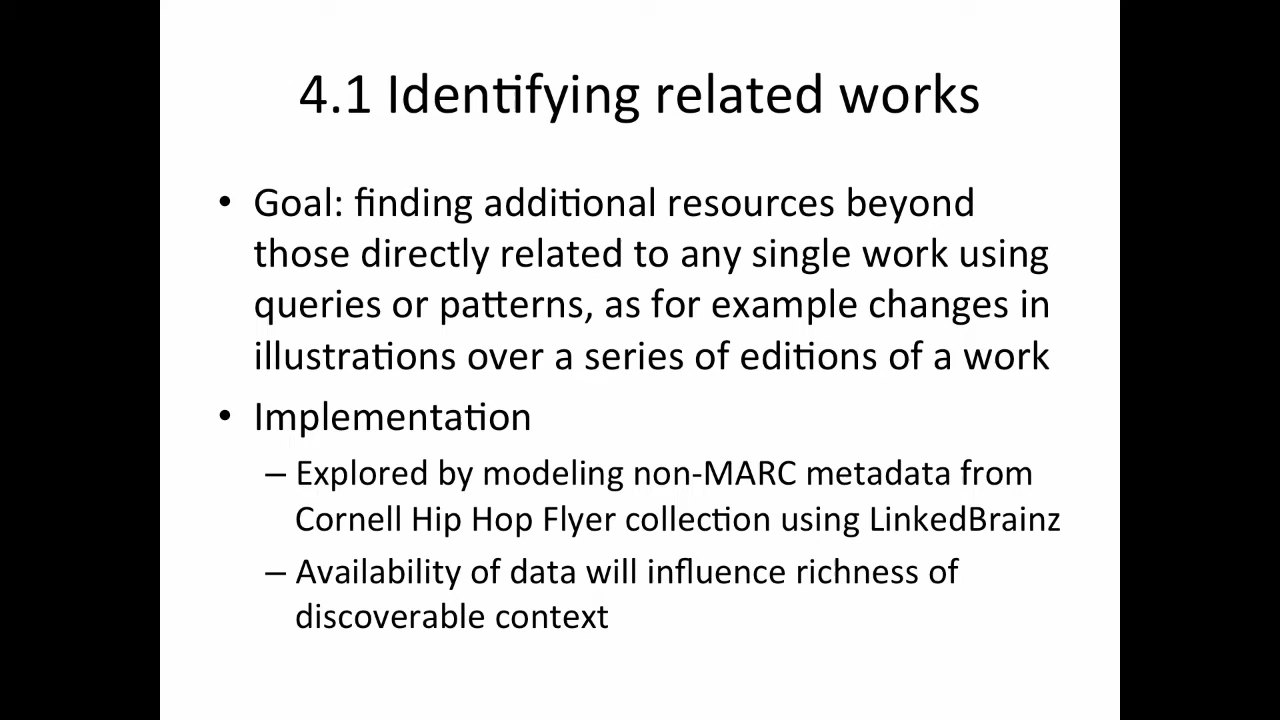 4.1 Identifying related works
• Goal: finding additional resources beyond
those directly related to any single work using
queries or patterns, as for example changes in
illustrations over a series of editions of a work
• Implementation
– Explored by modeling non-MARC metadata from
Cornell Hip Hop Flyer collection using LinkedBrainz
– Availability of data will influence richness of
discoverable context